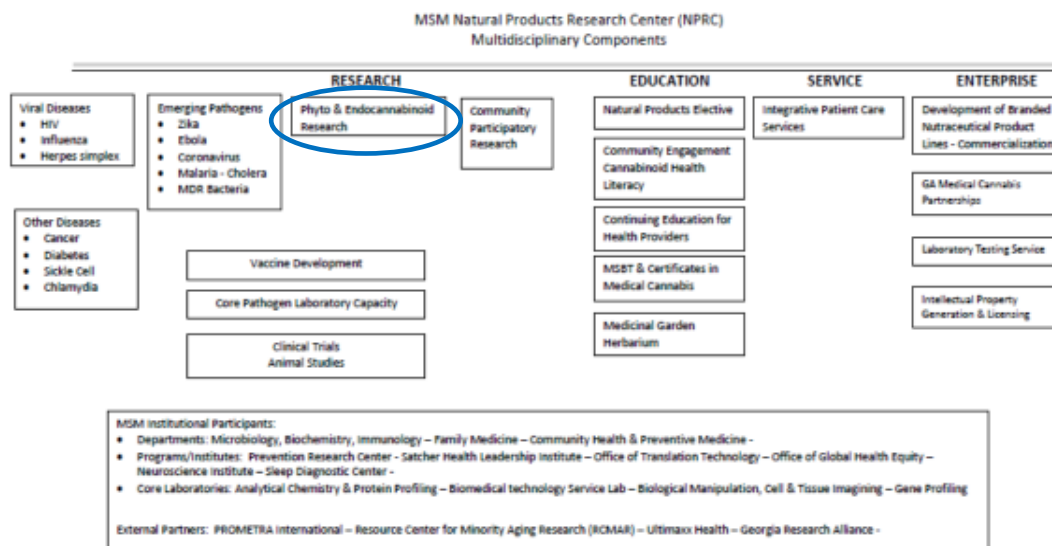 MSM Natural Products Research Center (NPRC)
Multidisciplinary Components
RESEARCH
Viral Diseases
• HIV
• Influenza
• Herpes simplex
Emerging Pathogens
• Zika
• Ebola
• Coronavirus
• Malaria - Cholera
• MDR Bacteria
Phyto & Endocannabinoid
Research
Community
Participatory
Research
Other Diseases
• Cancer
• Diabetes
• Sickle Cell
• Chlamydia
Vaccine Development
Core Pathogen Laboratory Capacity
Clinical Trials
Animal Studies
EDUCATION
Natural Products Elective
Community Engagement
Cannabinoid Health
Literacy
Continuing Education for
Health Providers
MSBT & Certificates in
Medical Cannabis
Medicinal Garden
Herbarium
SERVICE
Integrative Patient Care
Services
ENTERPRISE
Development of Branded
Nutraceutical Product
Lines - Commercialization
GA Medical Cannabis
Partnerships
Laboratory Testing Service
Intellectual Property
Generation & Licensing
MSM Institutional Participants:
• Departments: Microbiology, Biochemistry, Immunology – Family Medicine – Community Health & Preventive Medicine -
• Programs/Institutes: Prevention Research Center - Satcher Health Leadership Institute – Office of Translation Technology – Office of Global Health Equity –
Neuroscience Institute – Sleep Diagnostic Center -
• Core Laboratories: Analytical Chemistry & Protein Profiling – Biomedical technology Service Lab – Biological Manipulation, Cell & Tissue Imagining – Gene Profiling
External Partners: PROMETRA International – Resource Center for Minority Aging Research (RCMAR) – Ultimaxx Health – Georgia Research Alliance -